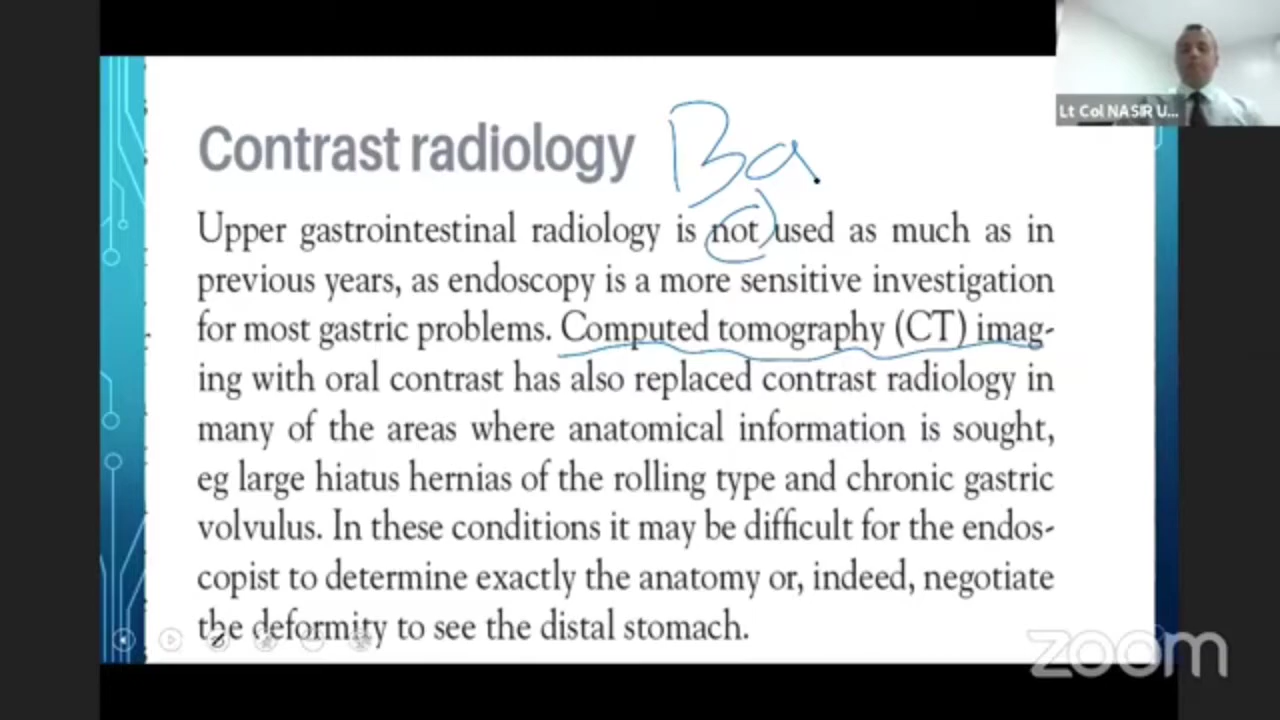 Lt Col NASIR U...
Contrast radiology Ba
Upper gastrointestinal radiology is not used as much as in
previous years, as endoscopy is a more sensitive investigation
for most gastric problems. Computed tomography (CT) imag-
ing with oral contrast has also replaced contrast radiology in
many of the areas where anatomical information is sought,
eg large hiatus hernias of the rolling type and chronic gastric
volvulus. In these conditions it may be difficult for the endos-
copist to determine exactly the anatomy or, indeed, negotiate
the deformity to see the distal stomach.
zoom